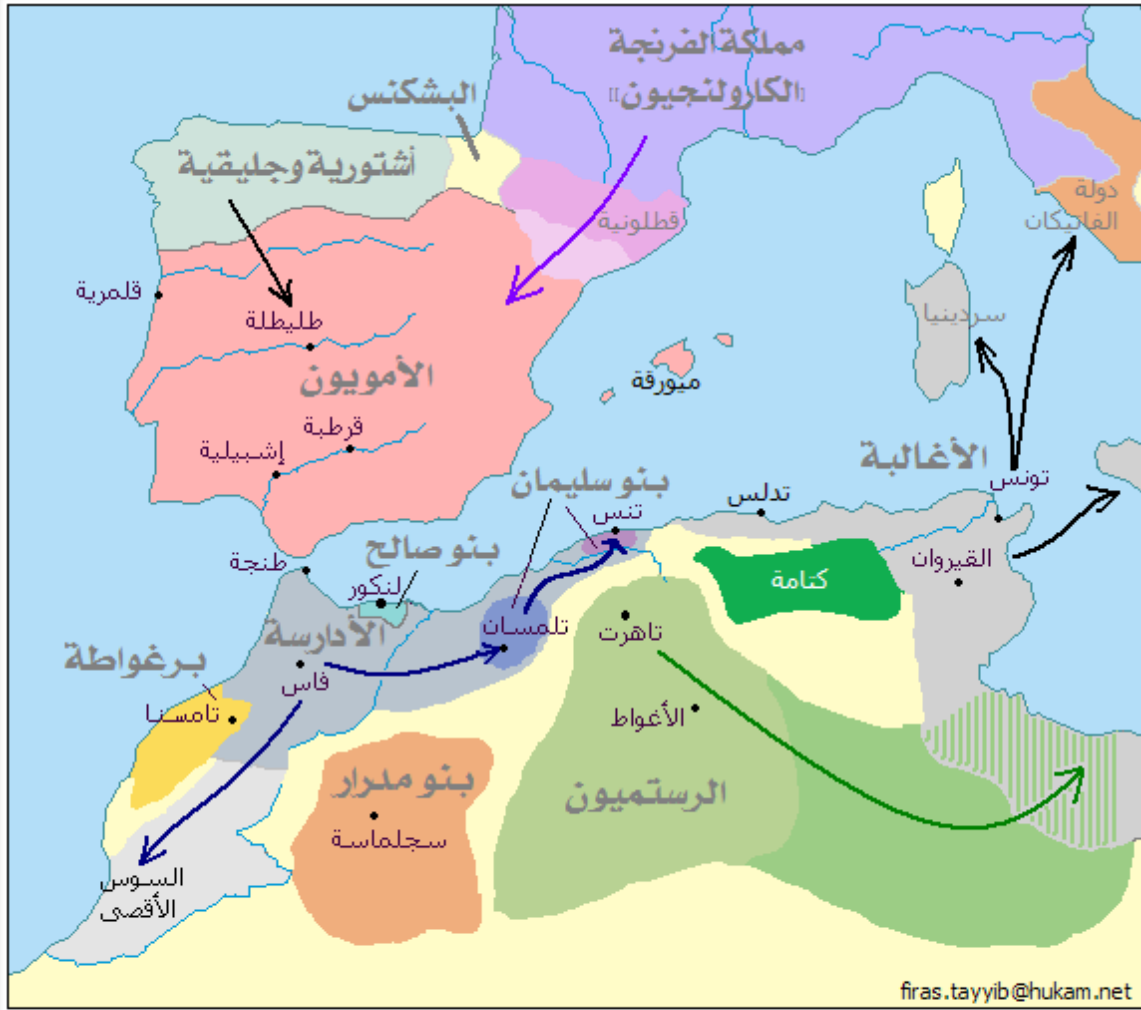 مملكة الفرنجة
[[الكارولنجيون]]
البشكنس
أشتورية وجليقية
دولة
الفاتيكان
قطلونية
قلمرية
طليطلة
سردينيا
الأمويون
ميورقة
قرطبة
إشبيلية
الأغالبة
بنو سليمان
تونس
تدلس
تنس
بنو صالح
طنجة
القيروان
لنكور
كتامة
الأدارسة
تلمسان
تاهرت
برغواطة
فاس
تامسنا
الأغواط
بنو مدرار
الرستميون
سجلماسة
السوس
الأقصى
firas.tayyib@hukam.net